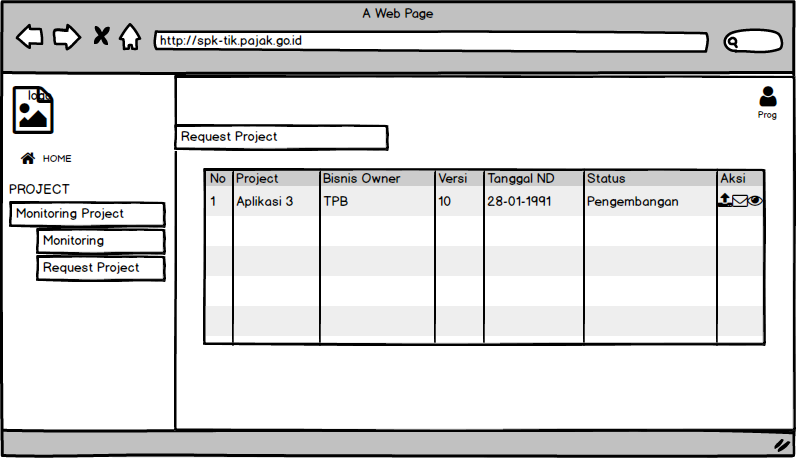 A Web Page
http://spk-tik.pajak.go.id
logo
Prog
HOME
PROJECT
Monitoring Project
Monitoring
Request Project
Request Project
No Project Bisnis Owner Versi Tanggal ND Status Aksi
1 Aplikasi 3 TPB 10 28-01-1991 Pengembangan